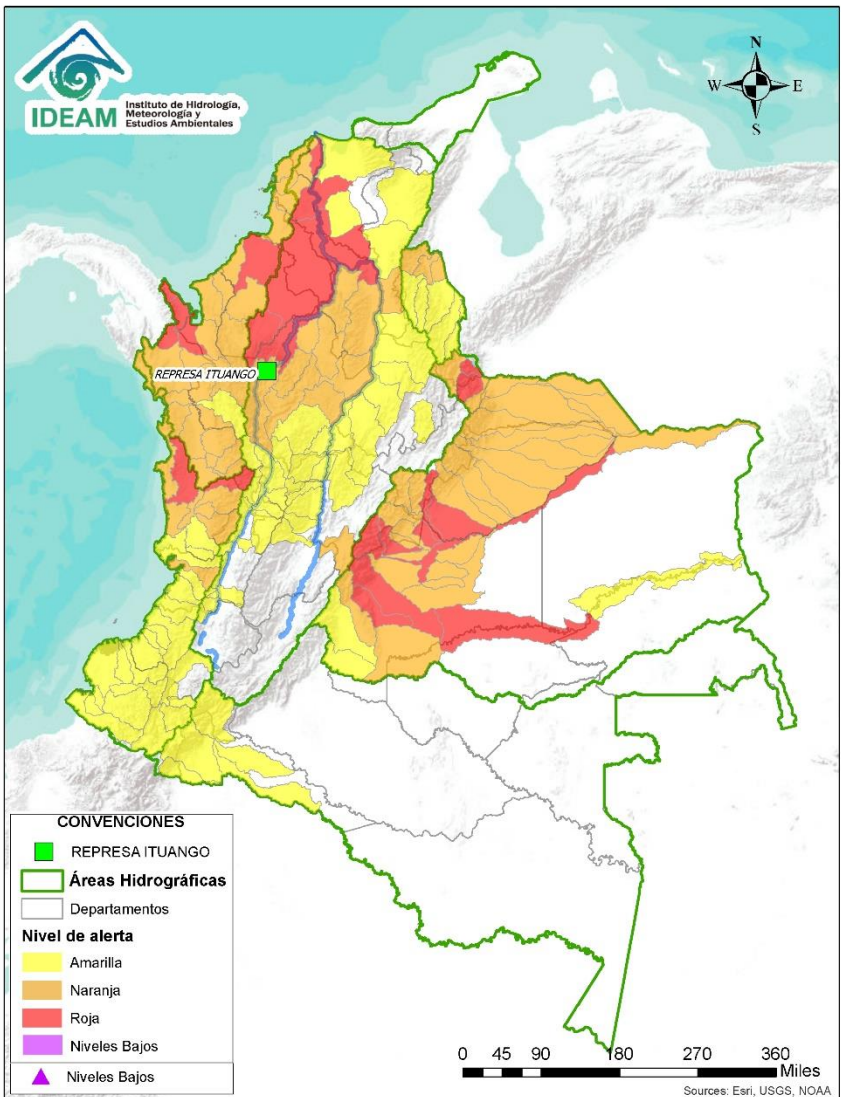 IDEAM
Instituto de Hidrología,
Meteorología y
Estudios Ambientales
N
W
E
S
REPRESA ITUANGO
CONVENCIONES
REPRESA ITUANGO
Áreas Hidrográficas
Departamentos
Nivel de alerta
Amarilla
Naranja
Roja
Niveles Bajos
Niveles Bajos
0 45 90 180 270 360
Miles
Sources: Esri, USGS, NOAA